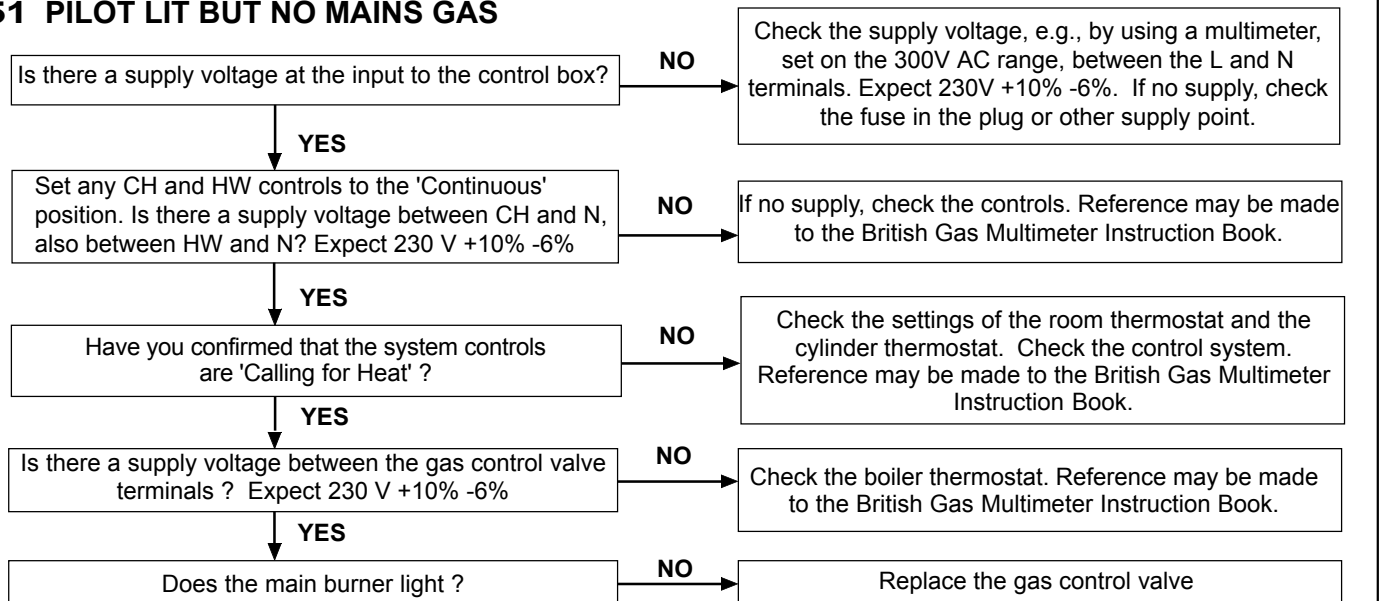 51 PILOT LIT BUT NO MAINS GAS
Is there a supply voltage at the input to the control box?
NO
Check the supply voltage, e.g., by using a multimeter,
set on the 300V AC range, between the L and N
terminals. Expect 230V +10% -6%. If no supply, check
the fuse in the plug or other supply point.
YES
Set any CH and HW controls to the 'Continuous'
position. Is there a supply voltage between CH and N,
also between HW and N? Expect 230 V +10% -6%
NO
If no supply, check the controls. Reference may be made
to the British Gas Multimeter Instruction Book.
YES
Have you confirmed that the system controls
are 'Calling for Heat' ?
NO
Check the settings of the room thermostat and the
cylinder thermostat. Check the control system.
Reference may be made to the British Gas Multimeter
Instruction Book.
YES
Is there a supply voltage between the gas control valve
terminals ? Expect 230 V +10% -6%
NO
Check the boiler thermostat. Reference may be made
to the British Gas Multimeter Instruction Book.
YES
Does the main burner light ?
NO
Replace the gas control valve